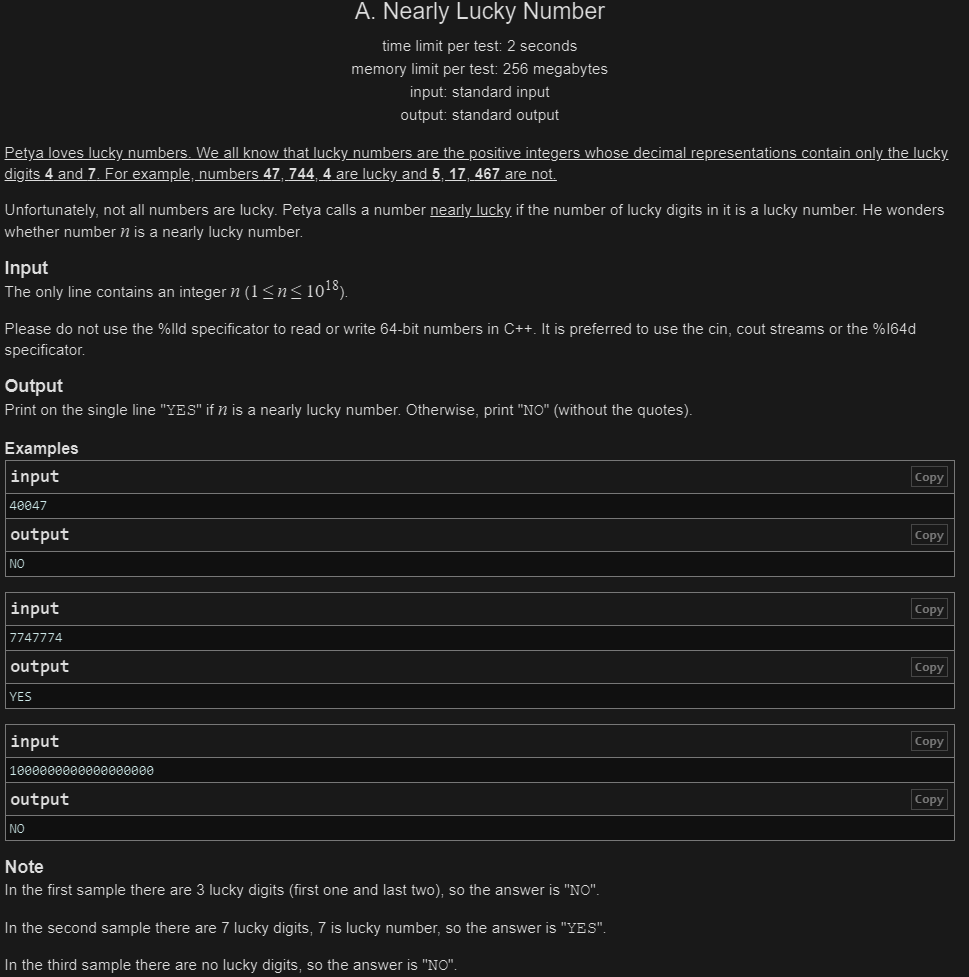 A. Nearly Lucky Number
time limit per test: 2 seconds
memory limit per test: 256 megabytes
input: standard input
output: standard output
Petya loves lucky numbers. We all know that lucky numbers are the positive integers whose decimal representations contain only the lucky
digits 4 and 7. For example, numbers 47, 744, 4 are lucky and 5, 17, 467 are not.
Unfortunately, not all numbers are lucky. Petya calls a number nearly lucky if the number of lucky digits in it is a lucky number. He wonders
whether number n is a nearly lucky number.
Input
The only line contains an integer n (1 ≤ n ≤ 10¹⁸).
Please do not use the %lld specificator to read or write 64-bit numbers in C++. It is preferred to use the cin, cout streams or the %I64d
specificator.
Output
Print on the single line "YES" if n is a nearly lucky number. Otherwise, print "NO" (without the quotes).
Examples
input Copy
40047
output Copy
NO
input Copy
7747774
output Copy
YES
input Copy
1000000000000000000
output Copy
NO
Note
In the first sample there are 3 lucky digits (first one and last two), so the answer is "NO".
In the second sample there are 7 lucky digits, 7 is lucky number, so the answer is "YES".
In the third sample there are no lucky digits, so the answer is "NO".